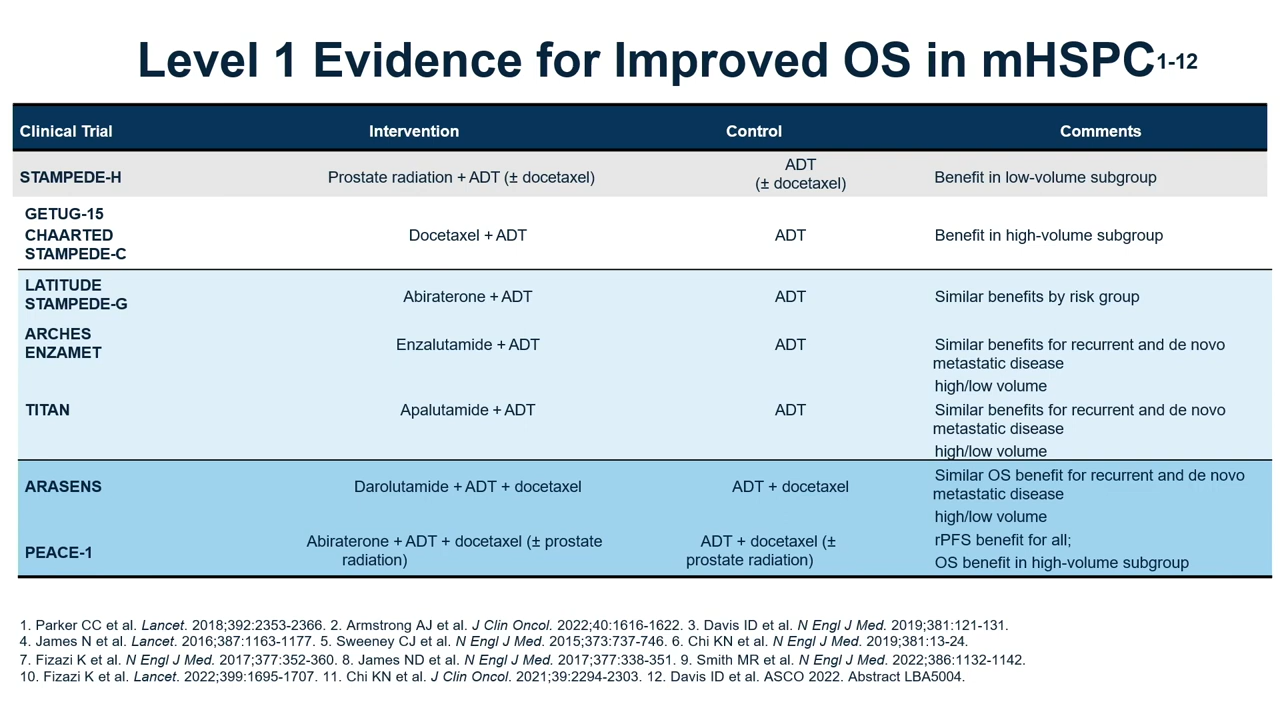 Level 1 Evidence for Improved OS in mHSPC1-12
Clinical Trial Intervention Control Comments
STAMPEDE-H Prostate radiation + ADT (± docetaxel) ADT
(± docetaxel) Benefit in low-volume subgroup
GETUG-15
CHAARTED Docetaxel + ADT ADT Benefit in high-volume subgroup
STAMPEDE-C
LATITUDE
STAMPEDE-G Abiraterone + ADT ADT Similar benefits by risk group
ARCHES
ENZAMET Enzalutamide + ADT ADT Similar benefits for recurrent and de novo
metastatic disease
high/low volume
TITAN Apalutamide + ADT ADT Similar benefits for recurrent and de novo
metastatic disease
high/low volume
ARASENS Darolutamide + ADT + docetaxel ADT + docetaxel Similar OS benefit for recurrent and de novo
metastatic disease
high/low volume
PEACE-1 Abiraterone + ADT + docetaxel (± prostate
radiation) ADT + docetaxel (±
prostate radiation) rPFS benefit for all;
OS benefit in high-volume subgroup
1. Parker CC et al. Lancet. 2018;392:2353-2366. 2. Armstrong AJ et al. J Clin Oncol. 2022;40:1616-1622. 3. Davis ID et al. N Engl J Med. 2019;381:121-131.
4. James N et al. Lancet. 2016;387:1163-1177. 5. Sweeney CJ et al. N Engl J Med. 2015;373:737-746. 6. Chi KN et al. N Engl J Med. 2019;381:13-24.
7. Fizazi K et al. N Engl J Med. 2017;377:352-360. 8. James ND et al. N Engl J Med. 2017;377:338-351. 9. Smith MR et al. N Engl J Med. 2022;386:1132-1142.
10. Fizazi K et al. Lancet. 2022;399:1695-1707. 11. Chi KN et al. J Clin Oncol. 2021;39:2294-2303. 12. Davis ID et al. ASCO 2022. Abstract LBA5004.